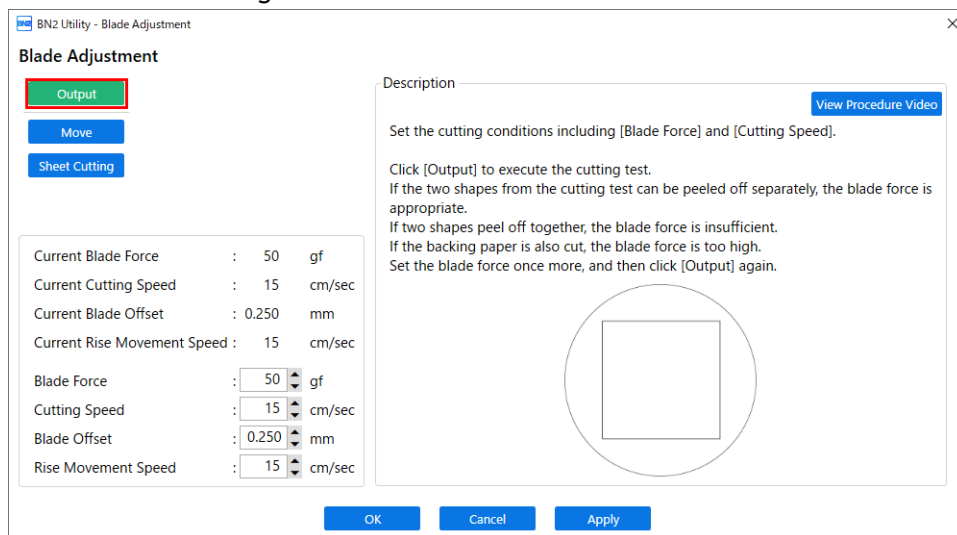 BN2 Utility - Blade Adjustment
Blade Adjustment
Output
Move
Sheet Cutting
Description
View Procedure Video
Set the cutting conditions including [Blade Force] and [Cutting Speed].
Click [Output] to execute the cutting test.
If the two shapes from the cutting test can be peeled off separately, the blade force is
appropriate.
If two shapes peel off together, the blade force is insufficient.
If the backing paper is also cut, the blade force is too high.
Set the blade force once more, and then click [Output] again.
Current Blade Force : 50 gf
Current Cutting Speed : 15 cm/sec
Current Blade Offset : 0.250 mm
Current Rise Movement Speed : 15 cm/sec
Blade Force : 50 gf
Cutting Speed : 15 cm/sec
Blade Offset : 0.250 mm
Rise Movement Speed : 15 cm/sec
OK Cancel Apply